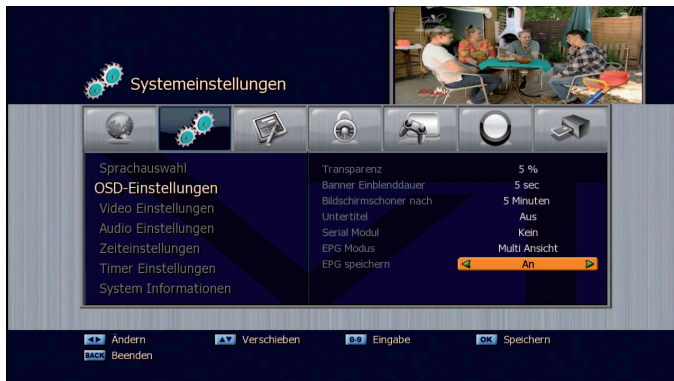 Systemeinstellungen
Sprachauswahl
OSD-Einstellungen
Video Einstellungen
Audio Einstellungen
Zeiteinstellungen
Timer Einstellungen
System Informationen
Transparenz 5 %
Banner Einblenddauer 5 sec
Bildschirmschoner nach 5 Minuten
Untertitel Aus
Serial Modul Kein
EPG Modus Multi Ansicht
EPG speichern An
Ändern
Verschieben
0-9 Eingabe
OK Speichern
BACK Beenden